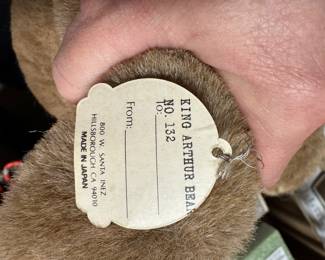 KING ARTHUR BEAR
NO. 132
To:
From:
800 W. SANTA INEZ
HILLSBOROUGH, CA 94010
MADE IN JAPAN